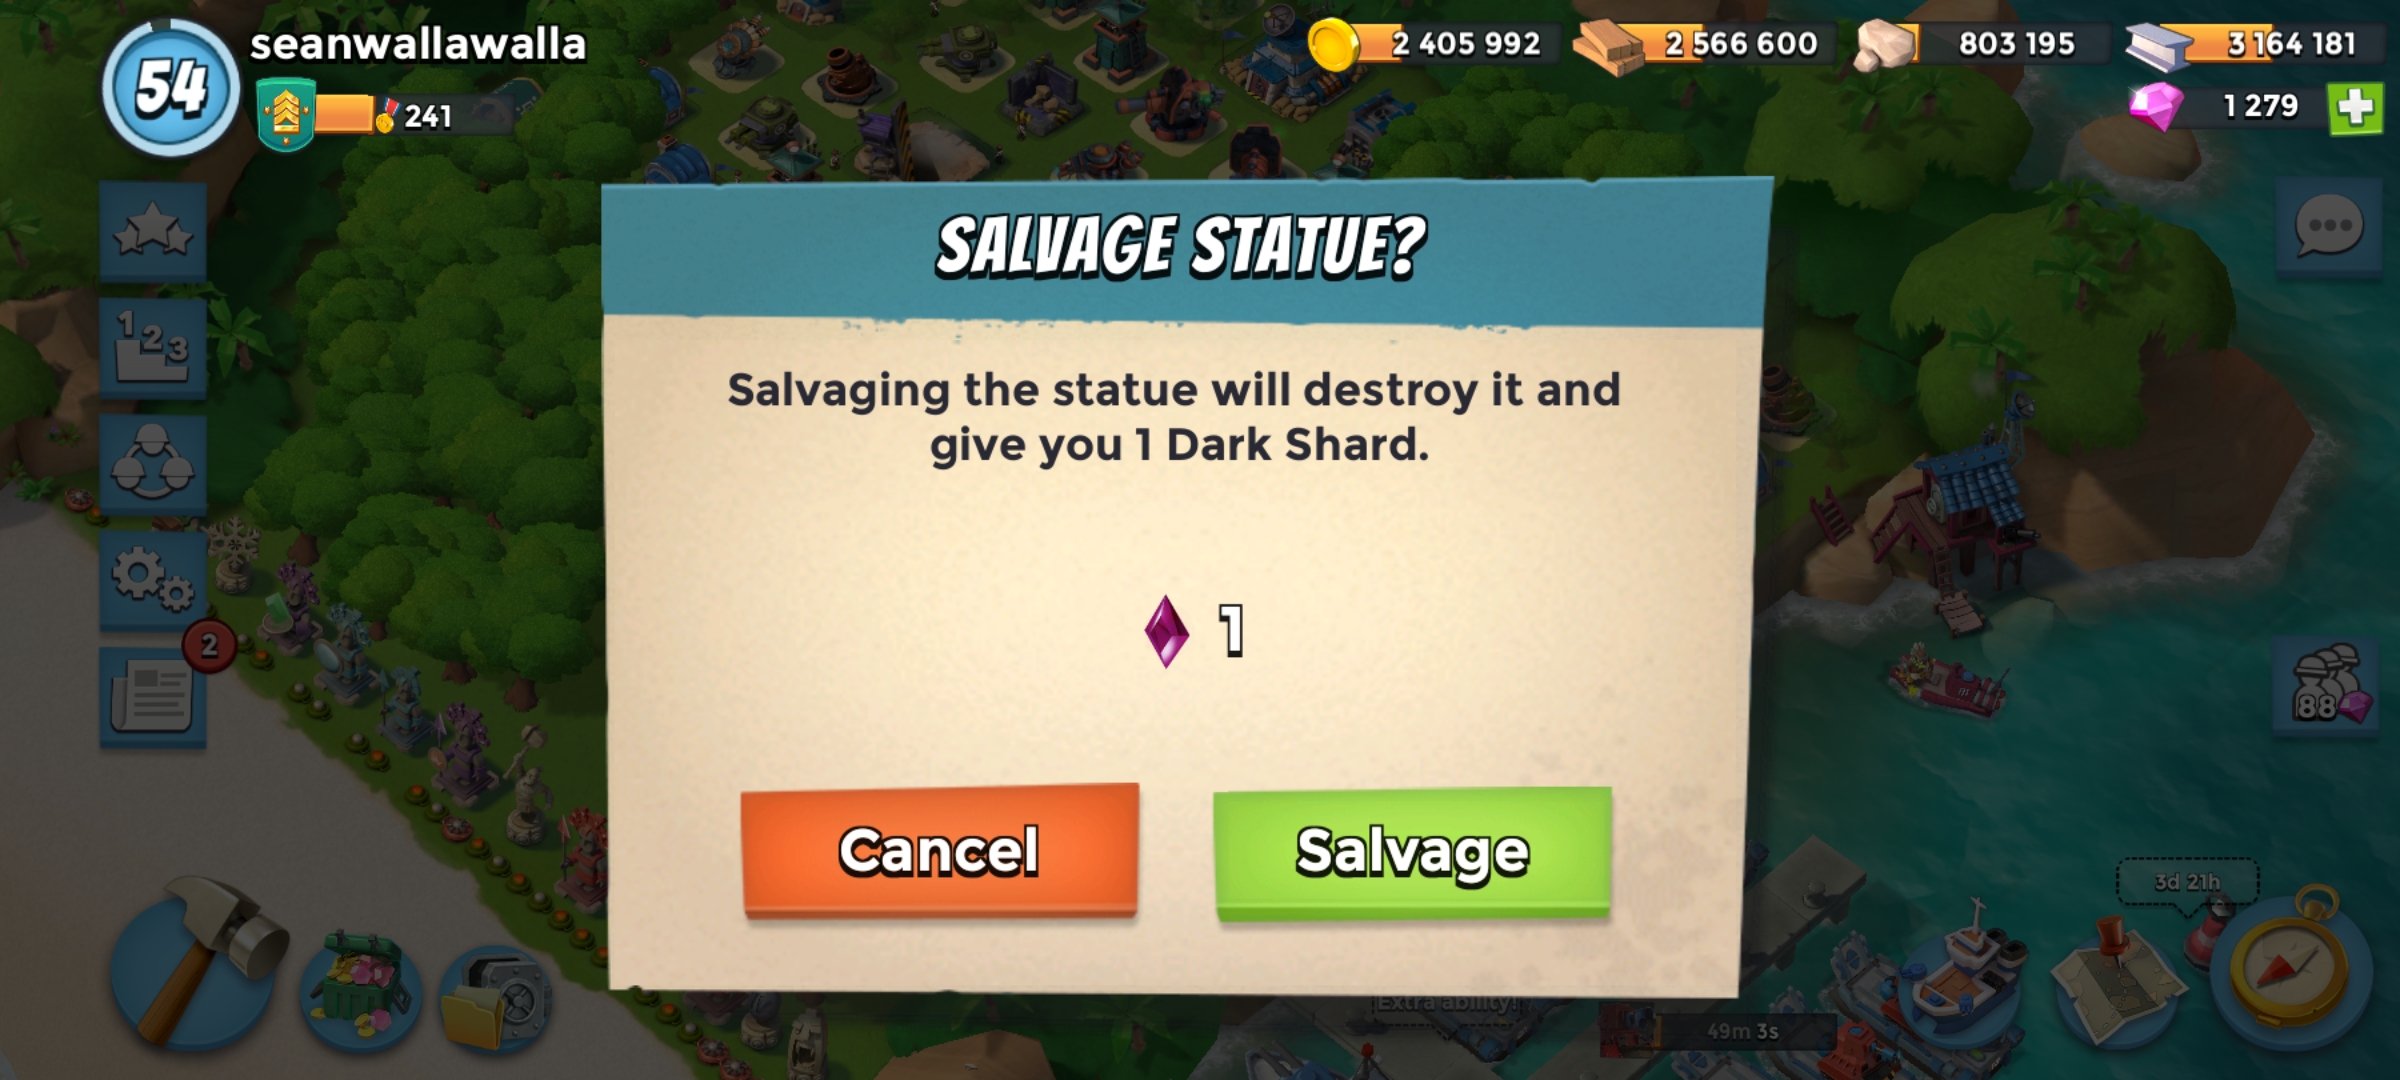 54
seanwallawalla
241
2 405 992
2 566 600
803 195
3 164 181
1 279
123
2
SALVAGE STATUE?
Salvaging the statue will destroy it and
give you 1 Dark Shard.
1
Cancel
Salvage
88
3d 21h
Extra ability!
49m 3s